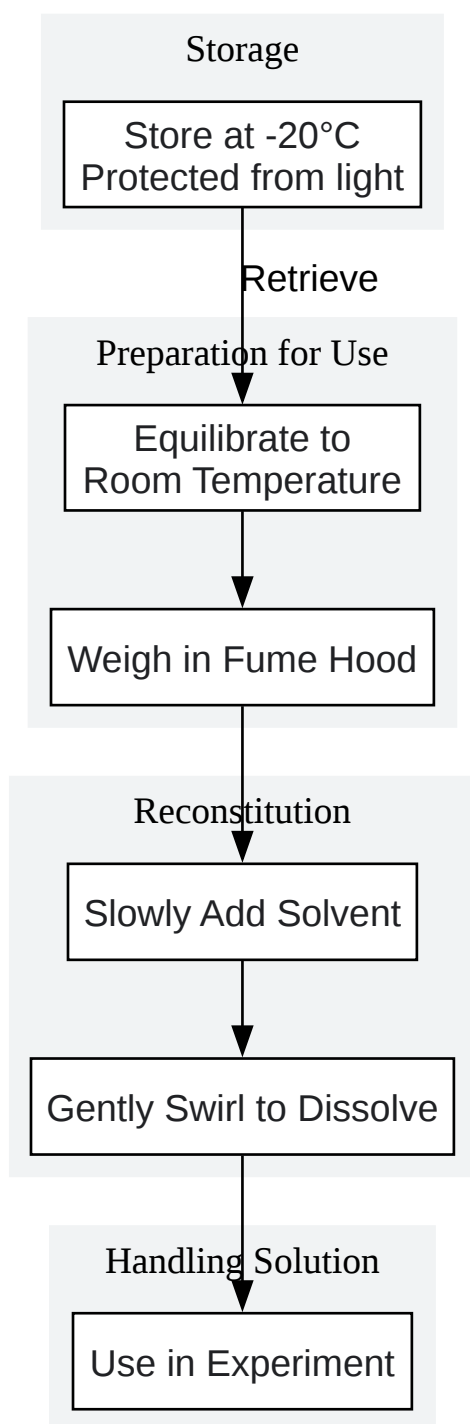 Storage
Store at -20°C
Protected from light
Retrieve
Preparation for Use
Equilibrate to
Room Temperature
Weigh in Fume Hood
Reconstitution
Slowly Add Solvent
Gently Swirl to Dissolve
Handling Solution
Use in Experiment